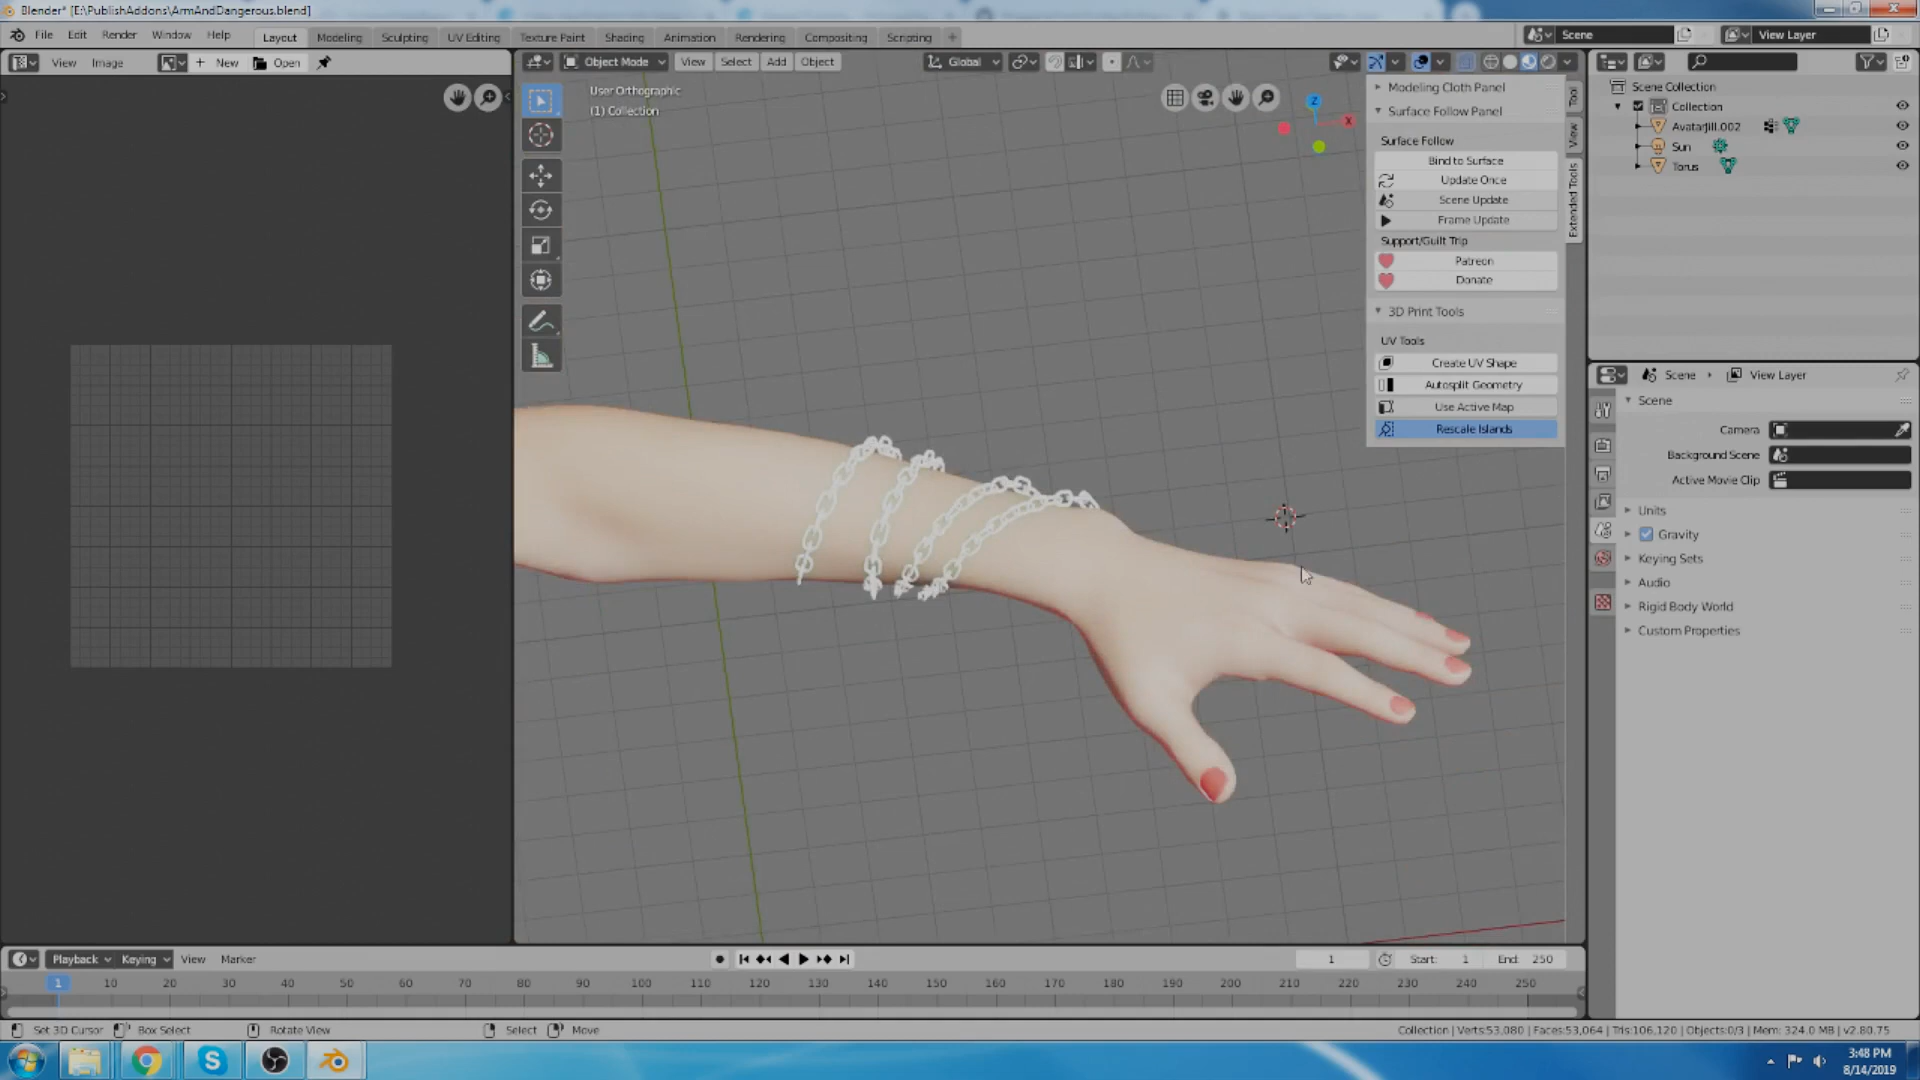 Blender* [E:\PublishAddons\ArmAndDangerous.blend]
File Edit Render Window Help
Layout Modeling Sculpting UV Editing Texture Paint Shading Animation Rendering Compositing Scripting +
Scene
View Layer
View Image + New Open
Object Mode View Select Add Object
Global
User Orthographic
(1) Collection
Z
X
Modeling Cloth Panel
Surface Follow Panel
Surface Follow
Bind to Surface
Update Once
Scene Update
Frame Update
Support/Guilt Trip
Patreon
Donate
3D Print Tools
UV Tools
Create UV Shape
Autosplit Geometry
Use Active Map
Rescale Islands
Tool
View
Extended Tools
Scene Collection
Collection
AvatarJill.002
Sun
Torus
Scene View Layer
Scene
Camera
Background Scene
Active Movie Clip
Units
Gravity
Keying Sets
Audio
Rigid Body World
Custom Properties
Playback Keying View Marker
1 Start: 1 End: 250
1 10 20 30 40 50 60 70 80 90 100 110 120 130 140 150 160 170 180 190 200 210 220 230 240 250
Set 3D Cursor Box Select Rotate View Select Move
Collection | Verts:53,080 | Faces:53,064 | Tris:106,120 | Objects:0/3 | Mem: 324.0 MB | v2.80.75
3:48 PM
8/14/2019